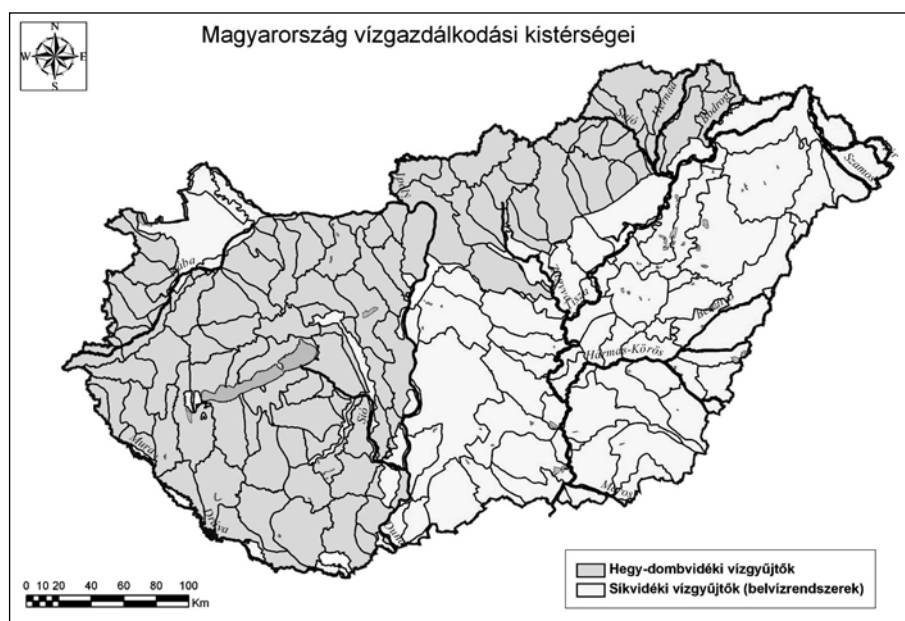 Magyarország vízgazdálkodási kistérségei
N
W E
S
Sajó
Hernád
Bodrog
Szamos
Ipoly
Rába
Zagyva
Tisza
Berettyó
Hármas-Körös
Sió
Mura
Maros
Dráva
Duna
Hegy-dombvidéki vízgyűjtők
Síkvidéki vízgyűjtők (belvízrendszerek)
0 10 20 40 60 80 100
Km